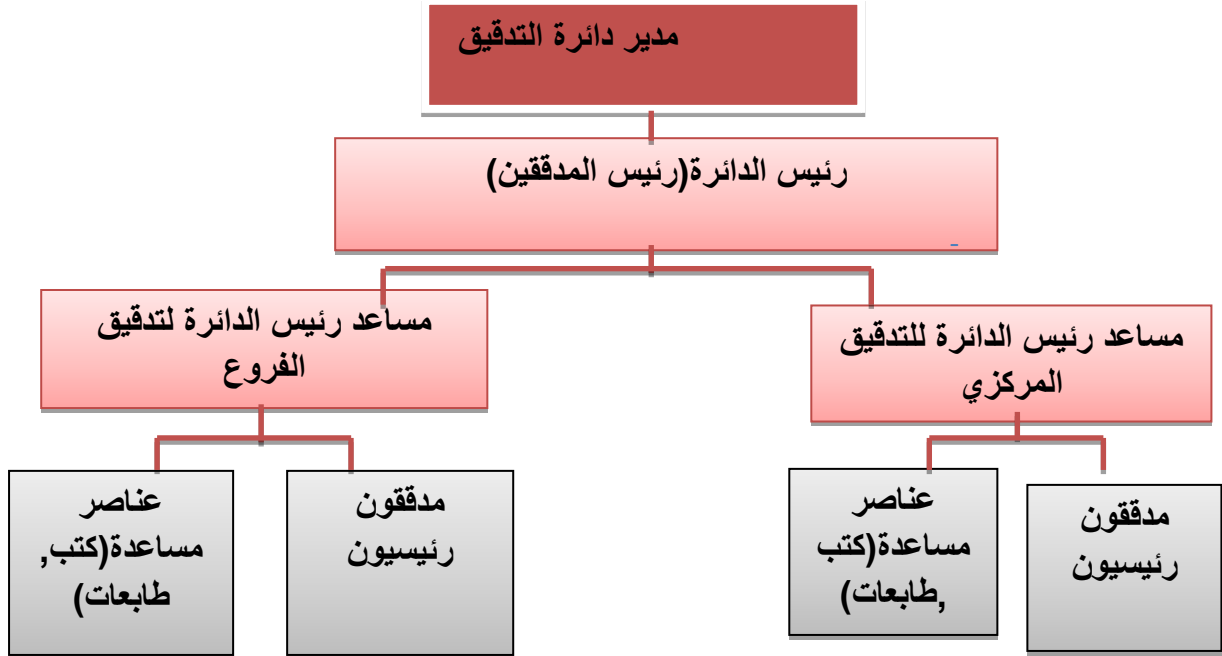 مدير دائرة التدقيق
رئيس الدائرة(رئيس المدققين)
مساعد رئيس الدائرة للتدقيق
المركزي
مساعد رئيس الدائرة لتدقيق
الفروع
مدققون
رئيسيون
عناصر
مساعدة(كتب
,طابعات)
مدققون
رئيسيون
عناصر
مساعدة(كتب,
طابعات)